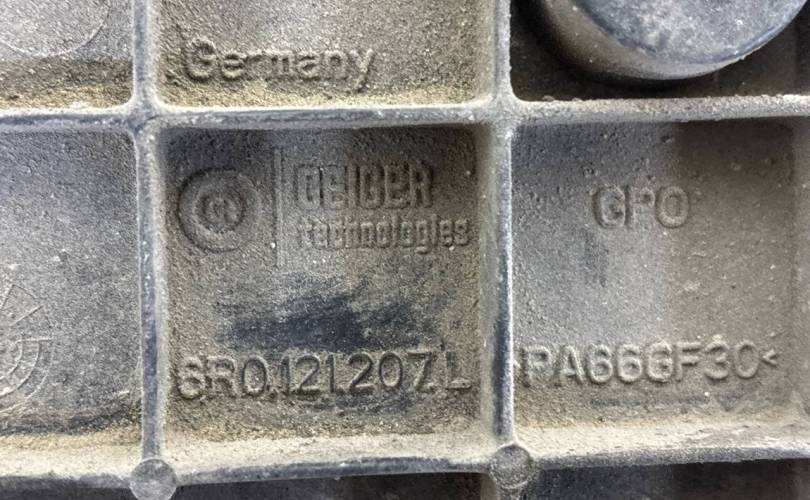 Germany
GEIGER
technologies
GPO
6R0.121.207.L
>PA66GF30<